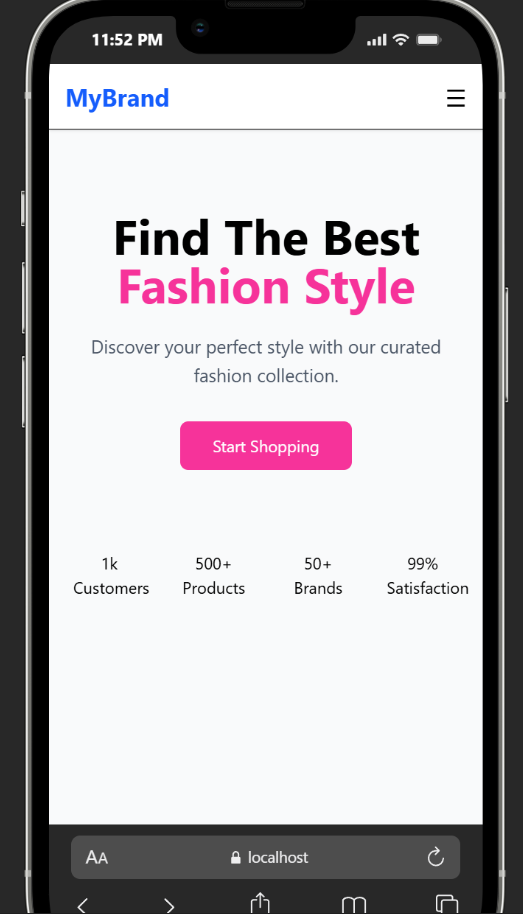 11:52 PM
MyBrand
Find The Best
Fashion Style
Discover your perfect style with our curated
fashion collection.
Start Shopping
1k 500+ 50+ 99%
Customers Products Brands Satisfaction
AA localhost